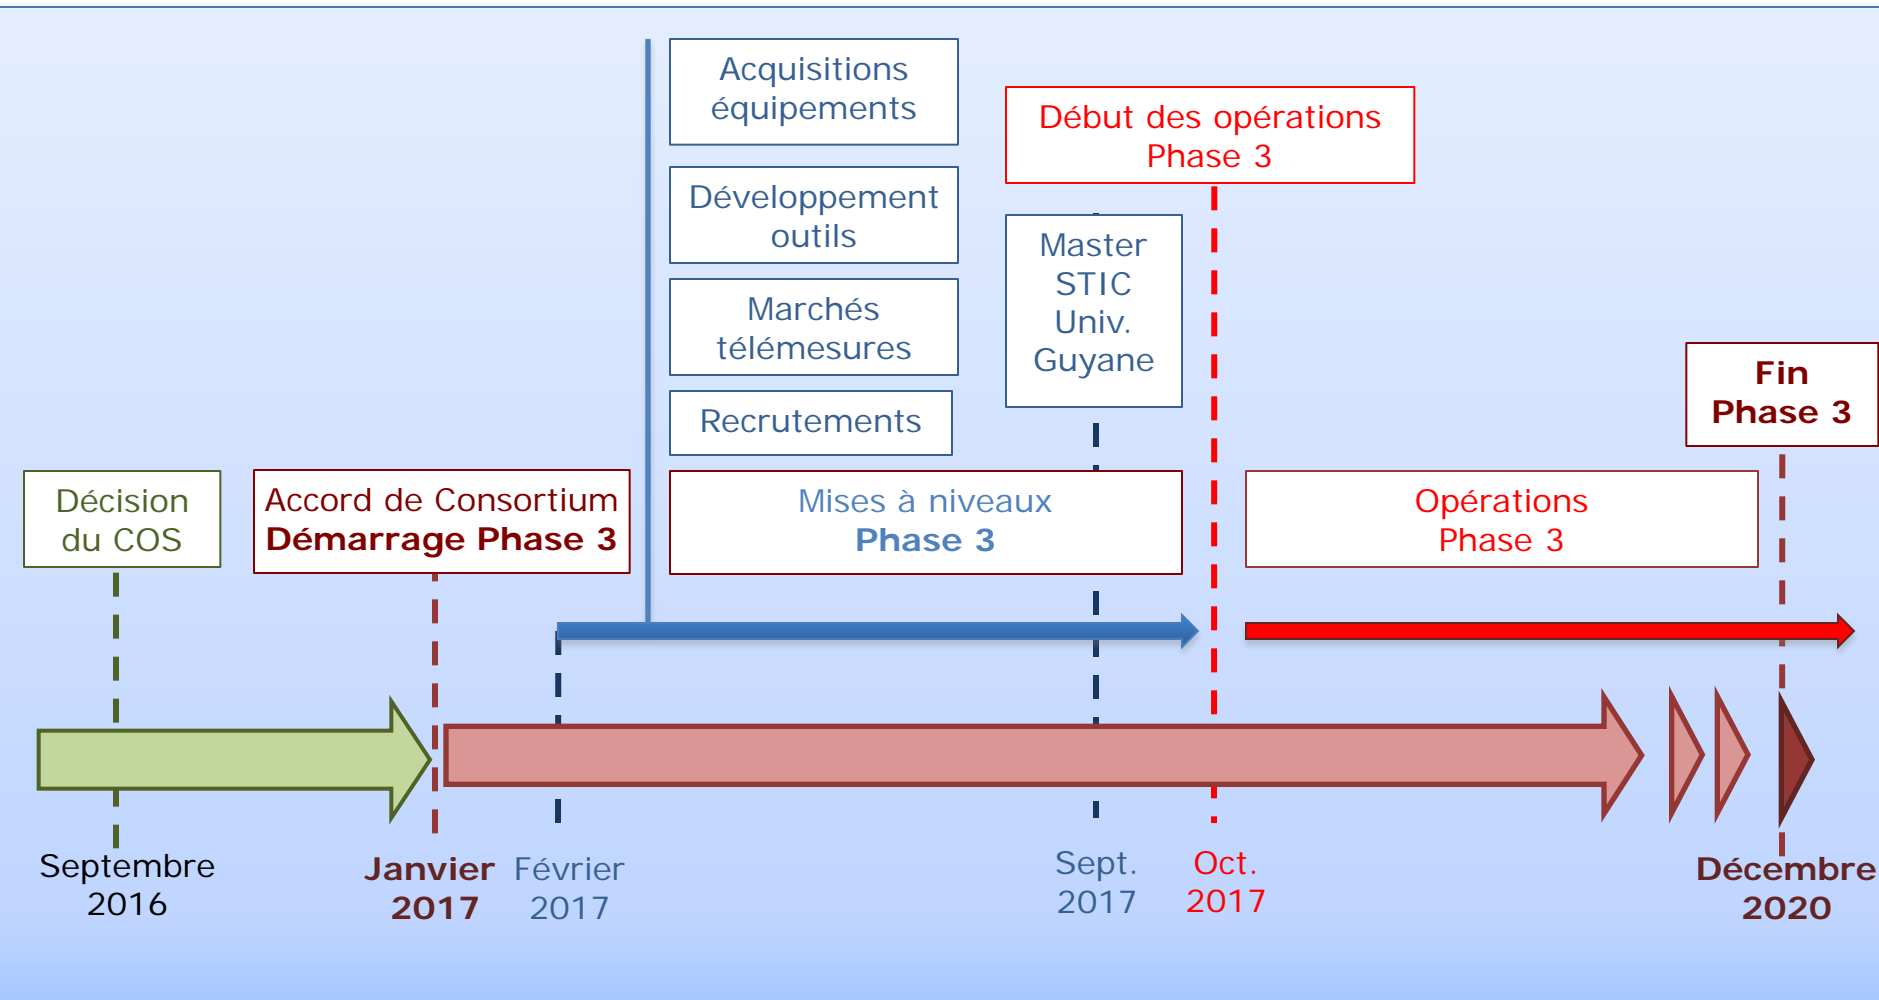 Acquisitions
équipements
Développement
outils
Marchés
télémesures
Recrutements
Début des opérations
Phase 3
Master
STIC
Univ.
Guyane
Fin
Phase 3
Décision
du COS
Accord de Consortium
Démarrage Phase 3
Mises à niveaux
Phase 3
Opérations
Phase 3
Septembre
2016
Janvier
2017
Février
2017
Sept.
2017
Oct.
2017
Décembre
2020